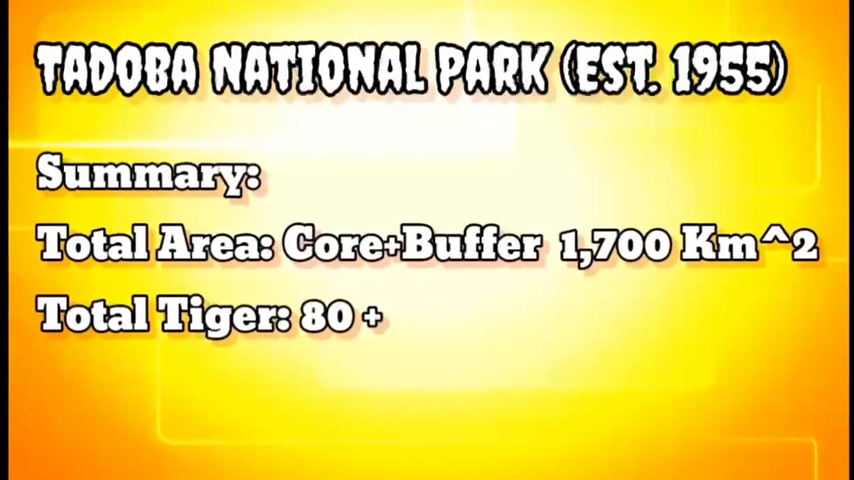 TADOBA NATIONAL PARK (EST. 1955)
Summary:
Total Area: Core+Buffer 1,700 Km^2
Total Tiger: 80 +